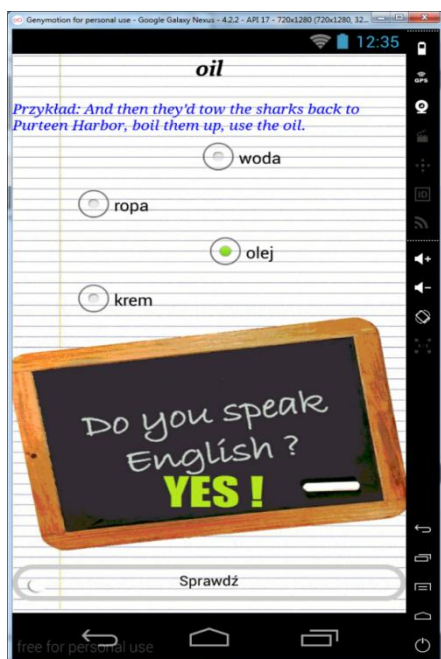 Genymotion for personal use - Google Galaxy Nexus - 4.2.2 - API 17 - 720x1280 (720x1280, 32...
12:35
oil
Przykład: And then they'd tow the sharks back to
Purteen Harbor, boil them up, use the oil.
woda
ropa
olej
krem
Do you speak
English ?
YES !
Sprawdź
free for personal use
GPS
ID